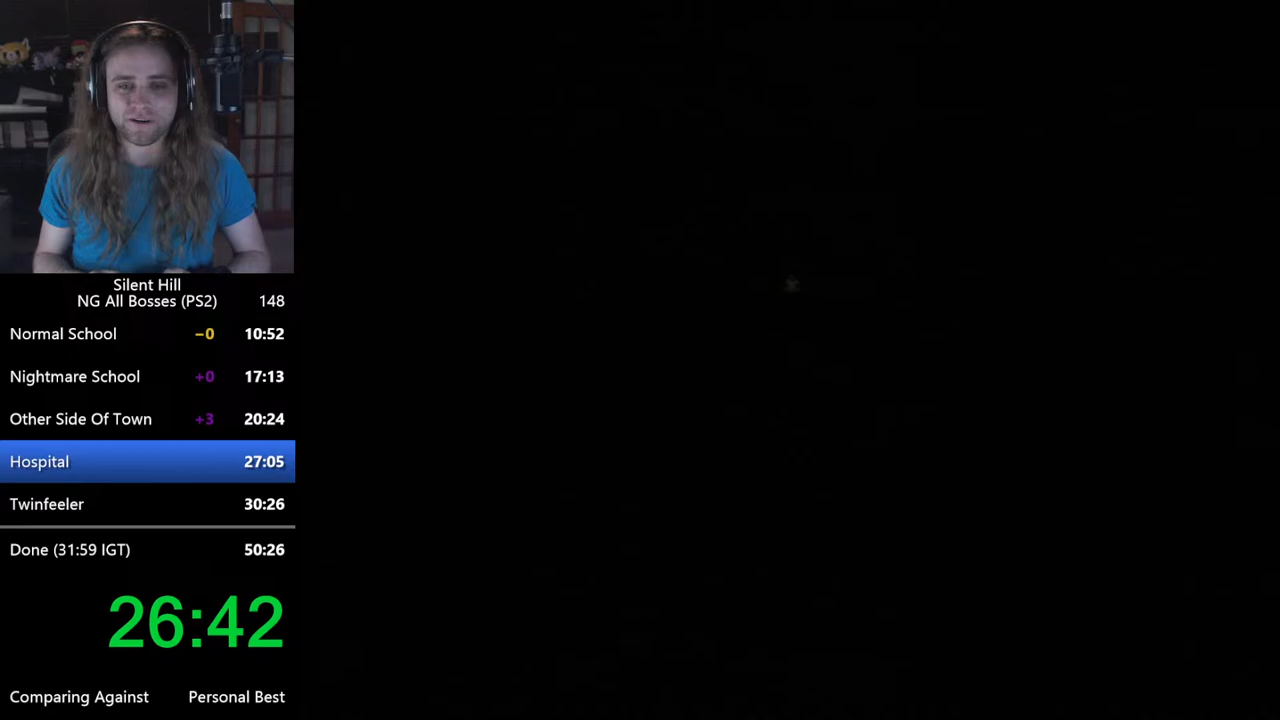 Silent Hill
NG All Bosses (PS2) 148
Normal School −0 10:52
Nightmare School +0 17:13
Other Side Of Town +3 20:24
Hospital 27:05
Twinfeeler 30:26
Done (31:59 IGT) 50:26
26:42
Comparing Against Personal Best